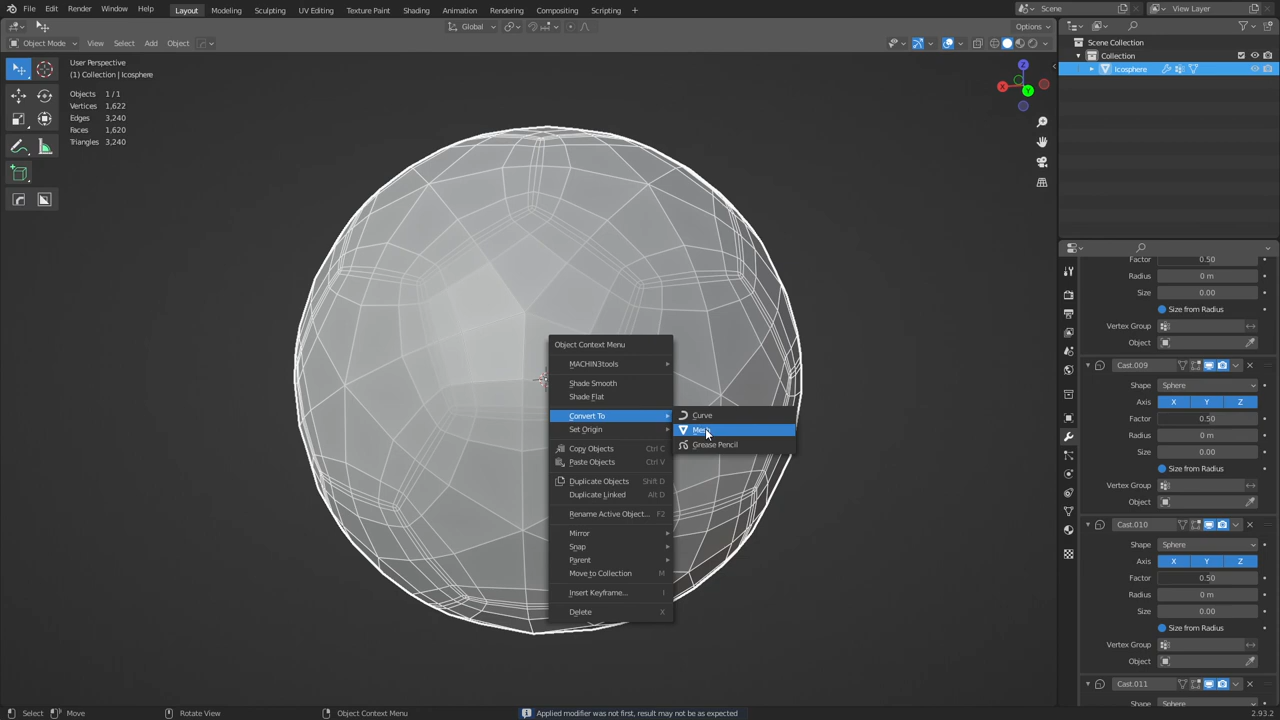 File Edit Render Window Help Layout Modeling Sculpting UV Editing Texture Paint Shading Animation Rendering Compositing Scripting + Scene View Layer
Global Options
Object Mode View Select Add Object
User Perspective
(1) Collection | Icosphere
Objects 1 / 1
Vertices 1,622
Edges 3,240
Faces 1,620
Triangles 3,240
Z
X
Y
Scene Collection
Collection
Icosphere
Object Context Menu
MACHIN3tools
Shade Smooth
Shade Flat
Convert To
Set Origin
Copy Objects Ctrl C
Paste Objects Ctrl V
Duplicate Objects Shift D
Duplicate Linked Alt D
Rename Active Object... F2
Mirror
Snap
Parent
Move to Collection M
Insert Keyframe... I
Delete X
Curve
Mesh
Grease Pencil
Factor 0.50
Radius 0 m
Size 0.00
Size from Radius
Vertex Group
Object
Cast.009
Shape Sphere
Axis X Y Z
Factor 0.50
Radius 0 m
Size 0.00
Size from Radius
Vertex Group
Object
Cast.010
Shape Sphere
Axis X Y Z
Factor 0.50
Radius 0 m
Size 0.00
Size from Radius
Vertex Group
Object
Cast.011
Shape Sphere
Select Move Rotate View Object Context Menu Applied modifier was not first, result may not be as expected 2.93.2